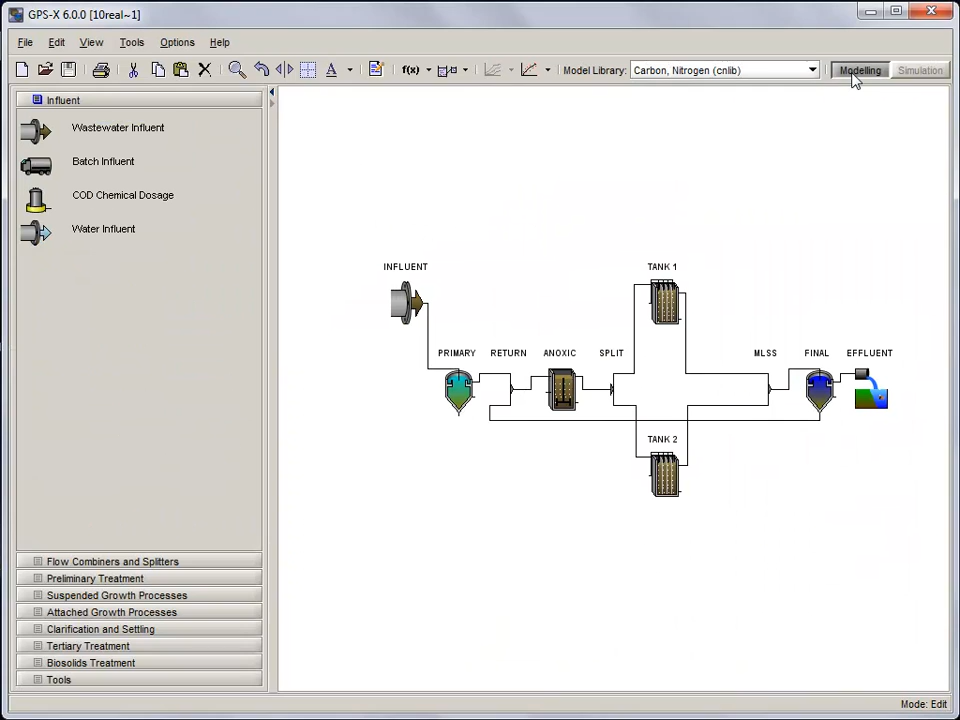 GPS-X 6.0.0 [10real~1]
File Edit View Tools Options Help
A f(x) Model Library: Carbon, Nitrogen (cnlib) Modelling Simulation
Influent
Wastewater Influent
Batch Influent
COD Chemical Dosage
Water Influent
INFLUENT TANK 1
PRIMARY RETURN ANOXIC SPLIT MLSS FINAL EFFLUENT
TANK 2
Flow Combiners and Splitters
Preliminary Treatment
Suspended Growth Processes
Attached Growth Processes
Clarification and Settling
Tertiary Treatment
Biosolids Treatment
Tools
Mode: Edit